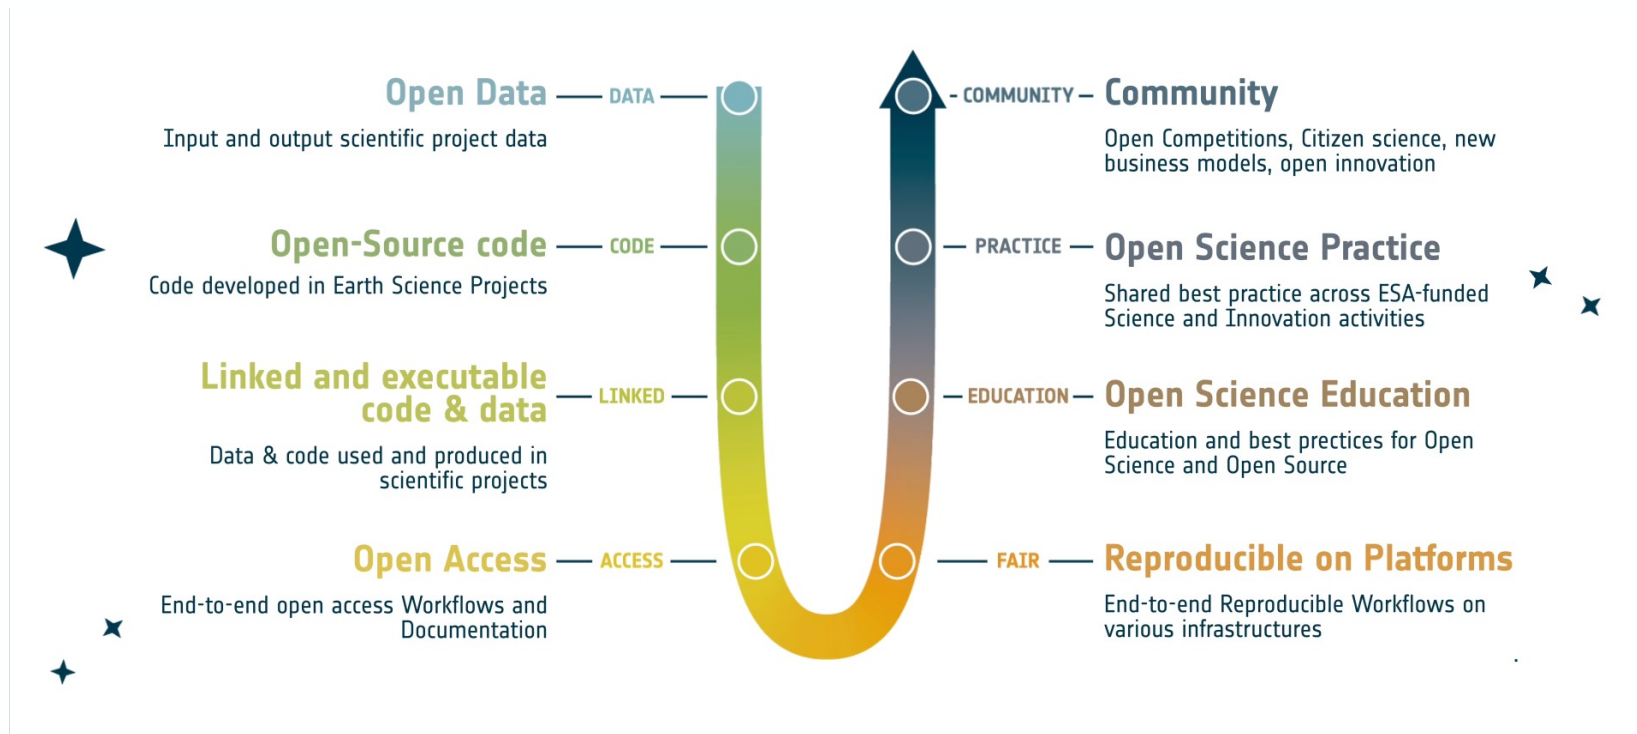 Open Data
DATA
Input and output scientific project data
Open-Source code
CODE
Code developed in Earth Science Projects
Linked and executable
code & data
LINKED
Data & code used and produced in
scientific projects
Open Access
ACCESS
End-to-end open access Workflows and
Documentation
COMMUNITY
Community
Open Competitions, Citizen science, new
business models, open innovation
PRACTICE
Open Science Practice
Shared best practice across ESA-funded
Science and Innovation activities
EDUCATION
Open Science Education
Education and best prectices for Open
Science and Open Source
FAIR
Reproducible on Platforms
End-to-end Reproducible Workflows on
various infrastructures
.